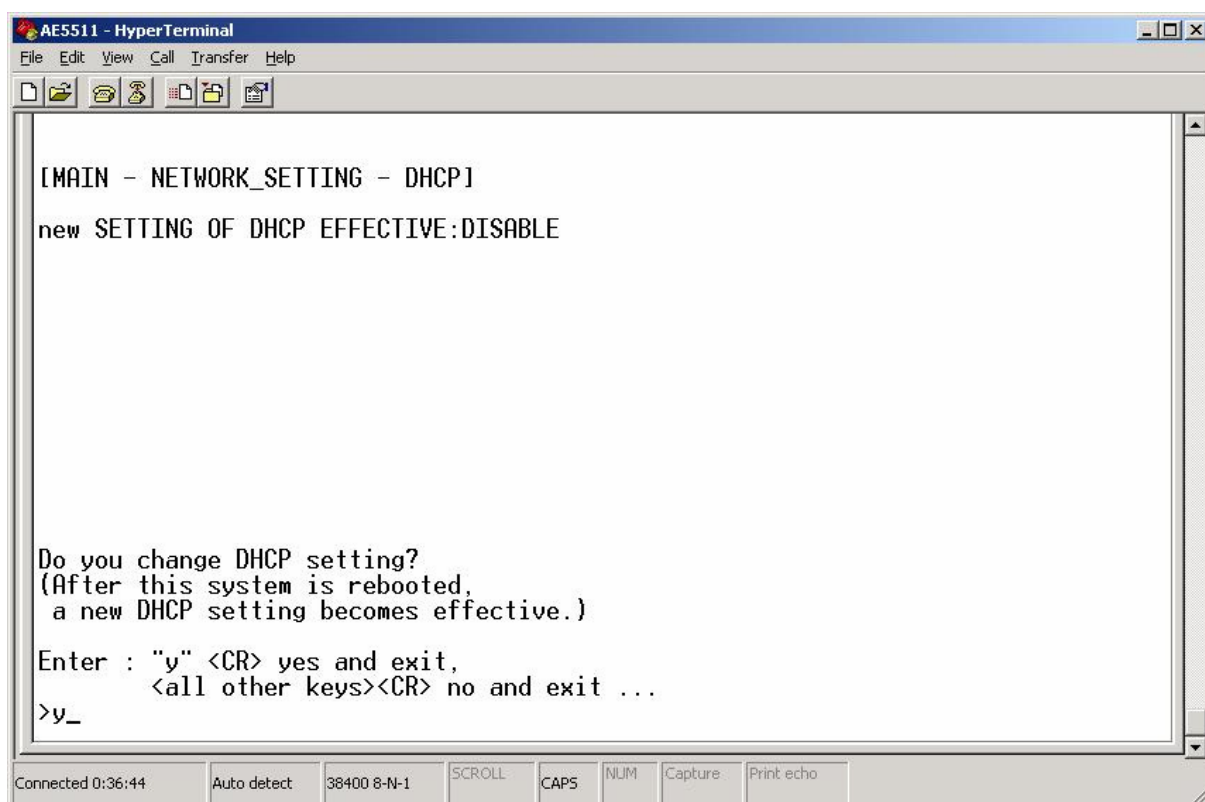 AE5511 - HyperTerminal
File Edit View Call Transfer Help
[MAIN - NETWORK_SETTING - DHCP]
new SETTING OF DHCP EFFECTIVE:DISABLE
Do you change DHCP setting?
(After this system is rebooted,
a new DHCP setting becomes effective.)
Enter : "y" <CR> yes and exit,
<all other keys><CR> no and exit ...
>y_
Connected 0:36:44 Auto detect 38400 8-N-1 SCROLL CAPS NUM Capture Print echo